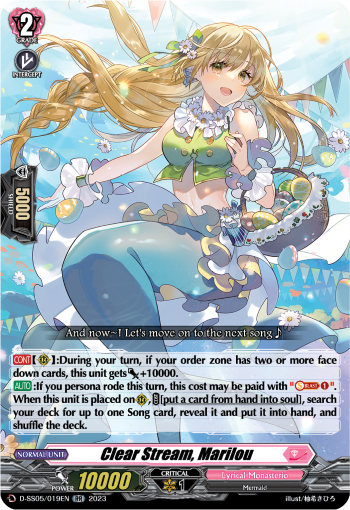 2
GRADE
INTERCEPT
5000
SHIELD
And now~! Let's move on to the next song♪
CONT【】:During your turn, if your order zone has two or more face
down cards, this unit gets +10000.
AUTO:If you persona rode this turn, this cost may be paid with "SOUL BLAST 1".
When this unit is placed on :[put a card from hand into soul], search
your deck for up to one Song card, reveal it and put it into hand, and
shuffle the deck.
NORMAL UNIT
Clear Stream, Marilou
POWER 10000
CRITICAL
1
Lyrical Monasterio
Mermaid
D-SS05/019EN RR 2023
illust/柚希きひろ